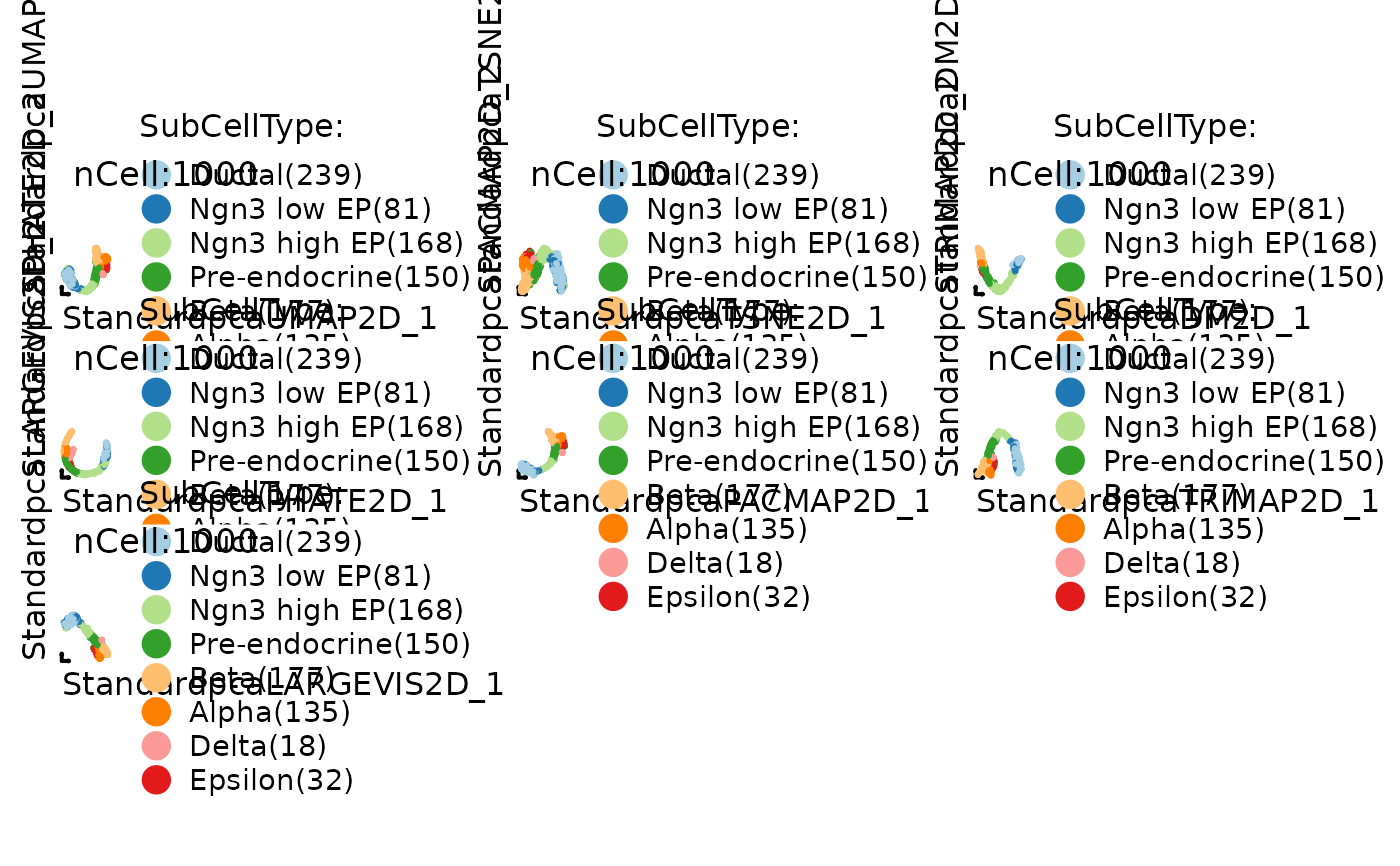 SubCellType:
nCell:1000
Ductal(239)
Ngn3 low EP(81)
Ngn3 high EP(168)
Pre-endocrine(150)
StandardpcaUMAP2D_1
SubCellType:
nCell:1000
Ductal(239)
Ngn3 low EP(81)
Ngn3 high EP(168)
Pre-endocrine(150)
StandardpcaTSNE2D_1
SubCellType:
nCell:1000
Ductal(239)
Ngn3 low EP(81)
Ngn3 high EP(168)
Pre-endocrine(150)
StandardpcaDM2D_1
SubCellType:
nCell:1000
Ductal(239)
Ngn3 low EP(81)
Ngn3 high EP(168)
Pre-endocrine(150)
Beta(177)
StandardpcaPHATE2D_1
SubCellType:
nCell:1000
Ductal(239)
Ngn3 low EP(81)
Ngn3 high EP(168)
Pre-endocrine(150)
Beta(177)
StandardpcaPACMAP2D_1
Alpha(135)
Delta(18)
Epsilon(32)
SubCellType:
nCell:1000
Ductal(239)
Ngn3 low EP(81)
Ngn3 high EP(168)
Pre-endocrine(150)
Beta(177)
StandardpcaTRIMAP2D_1
Alpha(135)
Delta(18)
Epsilon(32)
SubCellType:
nCell:1000
Ductal(239)
Ngn3 low EP(81)
Ngn3 high EP(168)
Pre-endocrine(150)
Beta(177)
StandardpcaLARGEVIS2D_1
Alpha(135)
Delta(18)
Epsilon(32)